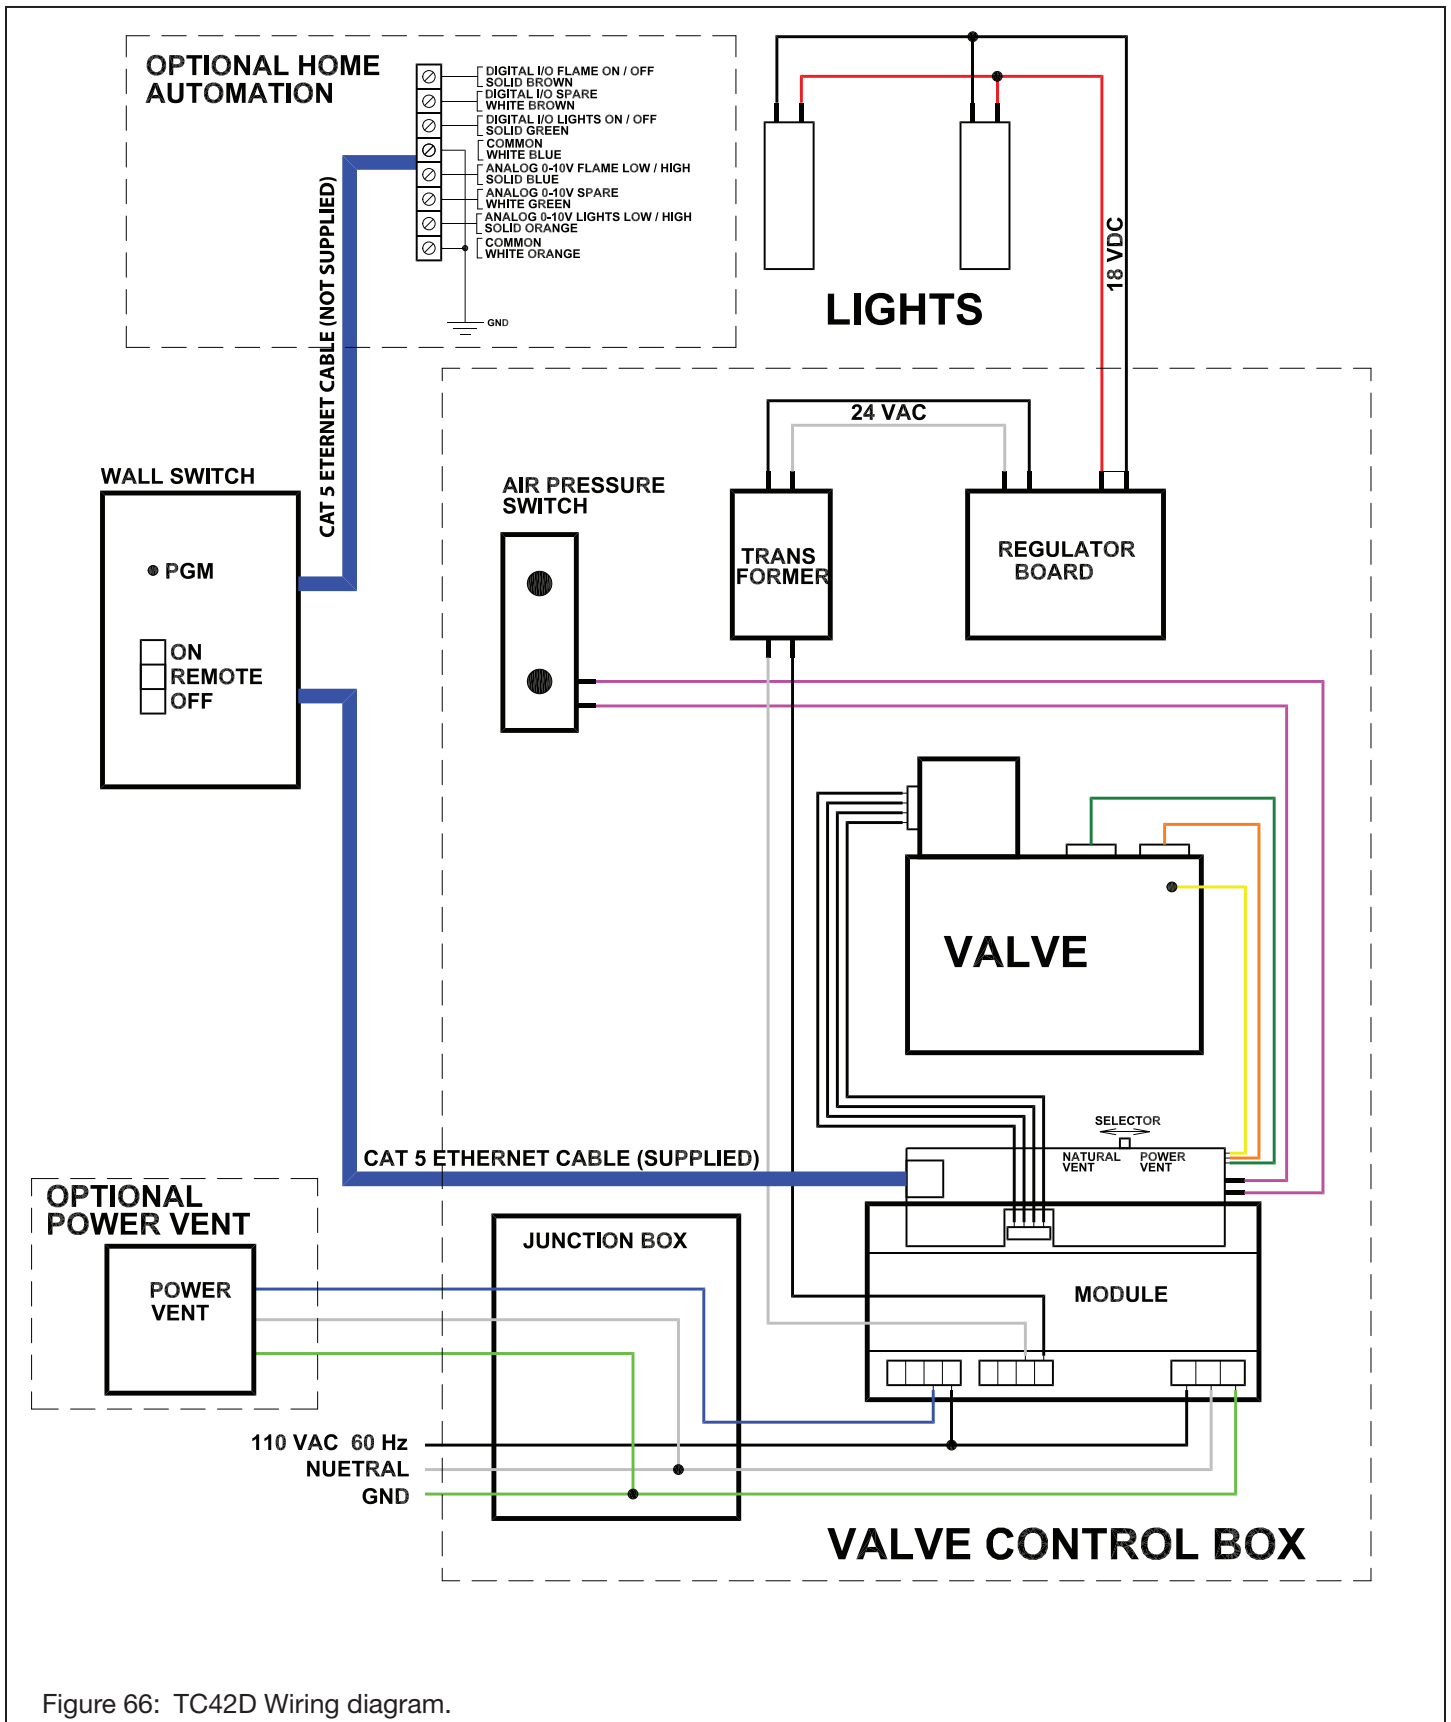 OPTIONAL HOME
AUTOMATION
DIGITAL I/O FLAME ON / OFF
SOLID BROWN
DIGITAL I/O SPARE
WHITE BROWN
DIGITAL I/O LIGHTS ON / OFF
SOLID GREEN
COMMON
WHITE BLUE
ANALOG 0-10V FLAME LOW / HIGH
SOLID BLUE
ANALOG 0-10V SPARE
WHITE GREEN
ANALOG 0-10V LIGHTS LOW / HIGH
SOLID ORANGE
COMMON
WHITE ORANGE
GND
CAT 5 ETERNET CABLE (NOT SUPPLIED)
LIGHTS
18 VDC
24 VAC
WALL SWITCH
PGM
ON
REMOTE
OFF
AIR PRESSURE
SWITCH
TRANS
FORMER
REGULATOR
BOARD
VALVE
SELECTOR
NATURAL
VENT
POWER
VENT
CAT 5 ETHERNET CABLE (SUPPLIED)
OPTIONAL
POWER VENT
POWER
VENT
JUNCTION BOX
MODULE
110 VAC 60 Hz
NUETRAL
GND
VALVE CONTROL BOX
Figure 66: TC42D Wiring diagram.